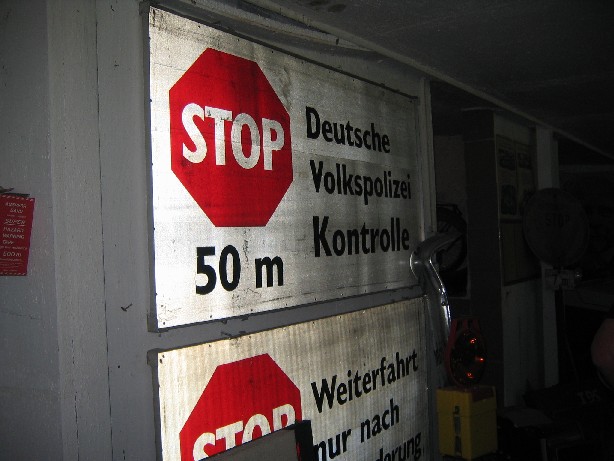 STOP
Deutsche
Volkspolizei
Kontrolle
50 m
STOP
Weiterfahrt
nur nach